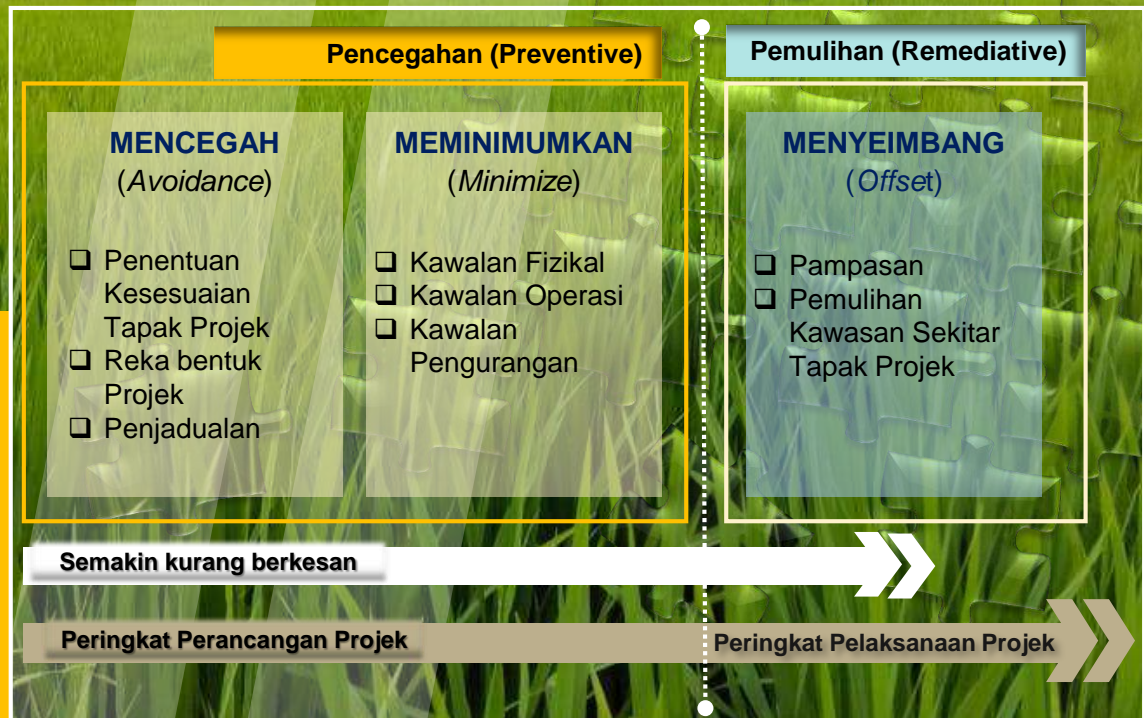 Pencegahan (Preventive)
Pemulihan (Remediative)
MENCEGAH
(Avoidance)
❑ Penentuan
Kesesuaian
Tapak Projek
❑ Reka bentuk
Projek
❑ Penjadualan
MEMINIMUMKAN
(Minimize)
❑ Kawalan Fizikal
❑ Kawalan Operasi
❑ Kawalan
Pengurangan
MENYEIMBANG
(Offset)
❑ Pampasan
❑ Pemulihan
Kawasan Sekitar
Tapak Projek
Semakin kurang berkesan
Peringkat Perancangan Projek
Peringkat Pelaksanaan Projek